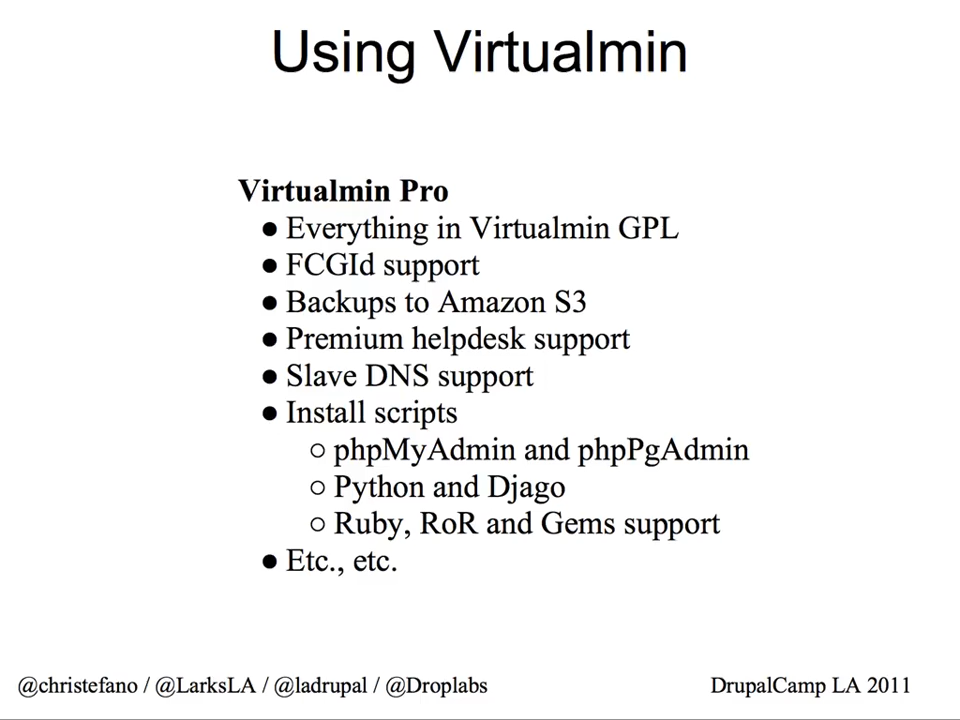 Using Virtualmin
Virtualmin Pro
● Everything in Virtualmin GPL
● FCGId support
● Backups to Amazon S3
● Premium helpdesk support
● Slave DNS support
● Install scripts
○ phpMyAdmin and phpPgAdmin
○ Python and Djago
○ Ruby, RoR and Gems support
● Etc., etc.
@christefano / @LarksLA / @ladrupal / @Droplabs
DrupalCamp LA 2011